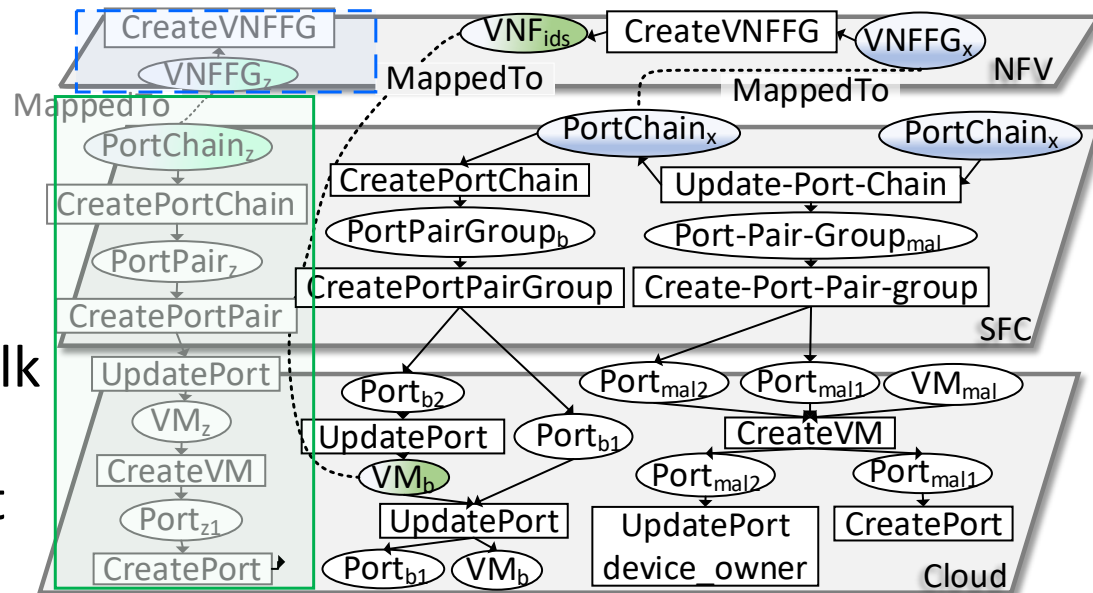 CreateVNFFG
VNFFGz
MappedTo
VNFids
CreateVNFFG
VNFFGx
NFV
MappedTo
MappedTo
PortChainz
CreatePortChain
PortPairz
CreatePortPair
PortChainx
PortChainx
CreatePortChain
Update-Port-Chain
PortPairGroupb
Port-Pair-Groupmal
CreatePortPairGroup
Create-Port-Pair-group
SFC
lk
t
UpdatePort
VMz
CreateVM
Portz1
CreatePort
Portb2
UpdatePort
Portb1
VMb
UpdatePort
Portb1
VMb
Portmal2
Portmal1
VMmal
CreateVM
Portmal2
Portmal1
UpdatePort
device_owner
CreatePort
Cloud